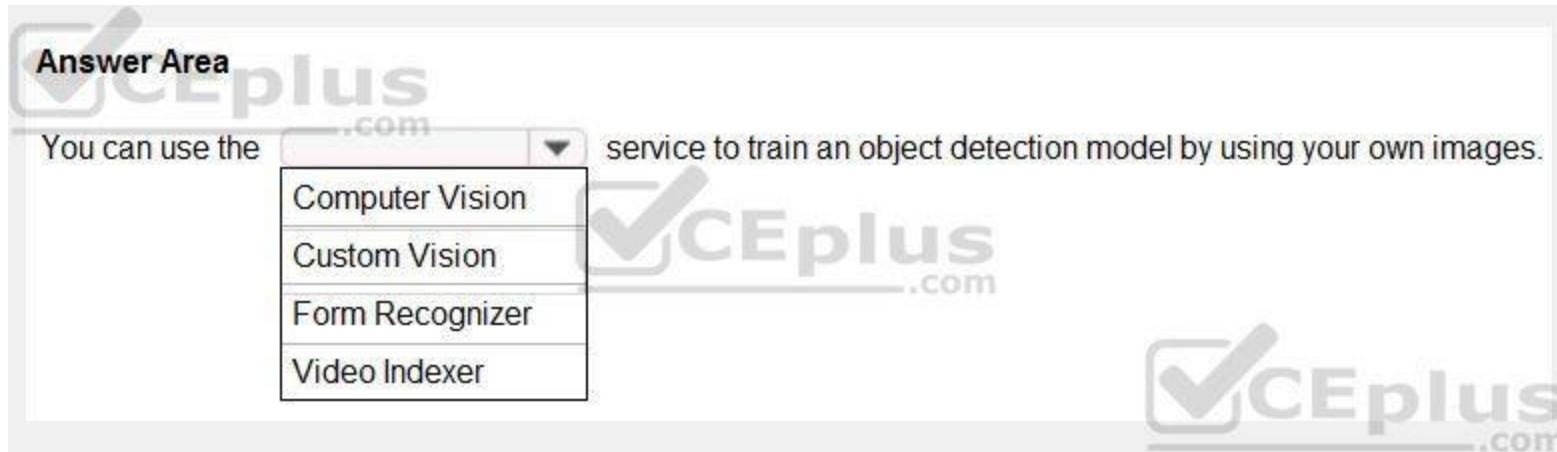 CEplus
.com
Answer Area
You can use the service to train an object detection model by using your own images.
Computer Vision
Custom Vision
Form Recognizer
Video Indexer
CEplus
.com
CEplus
.com